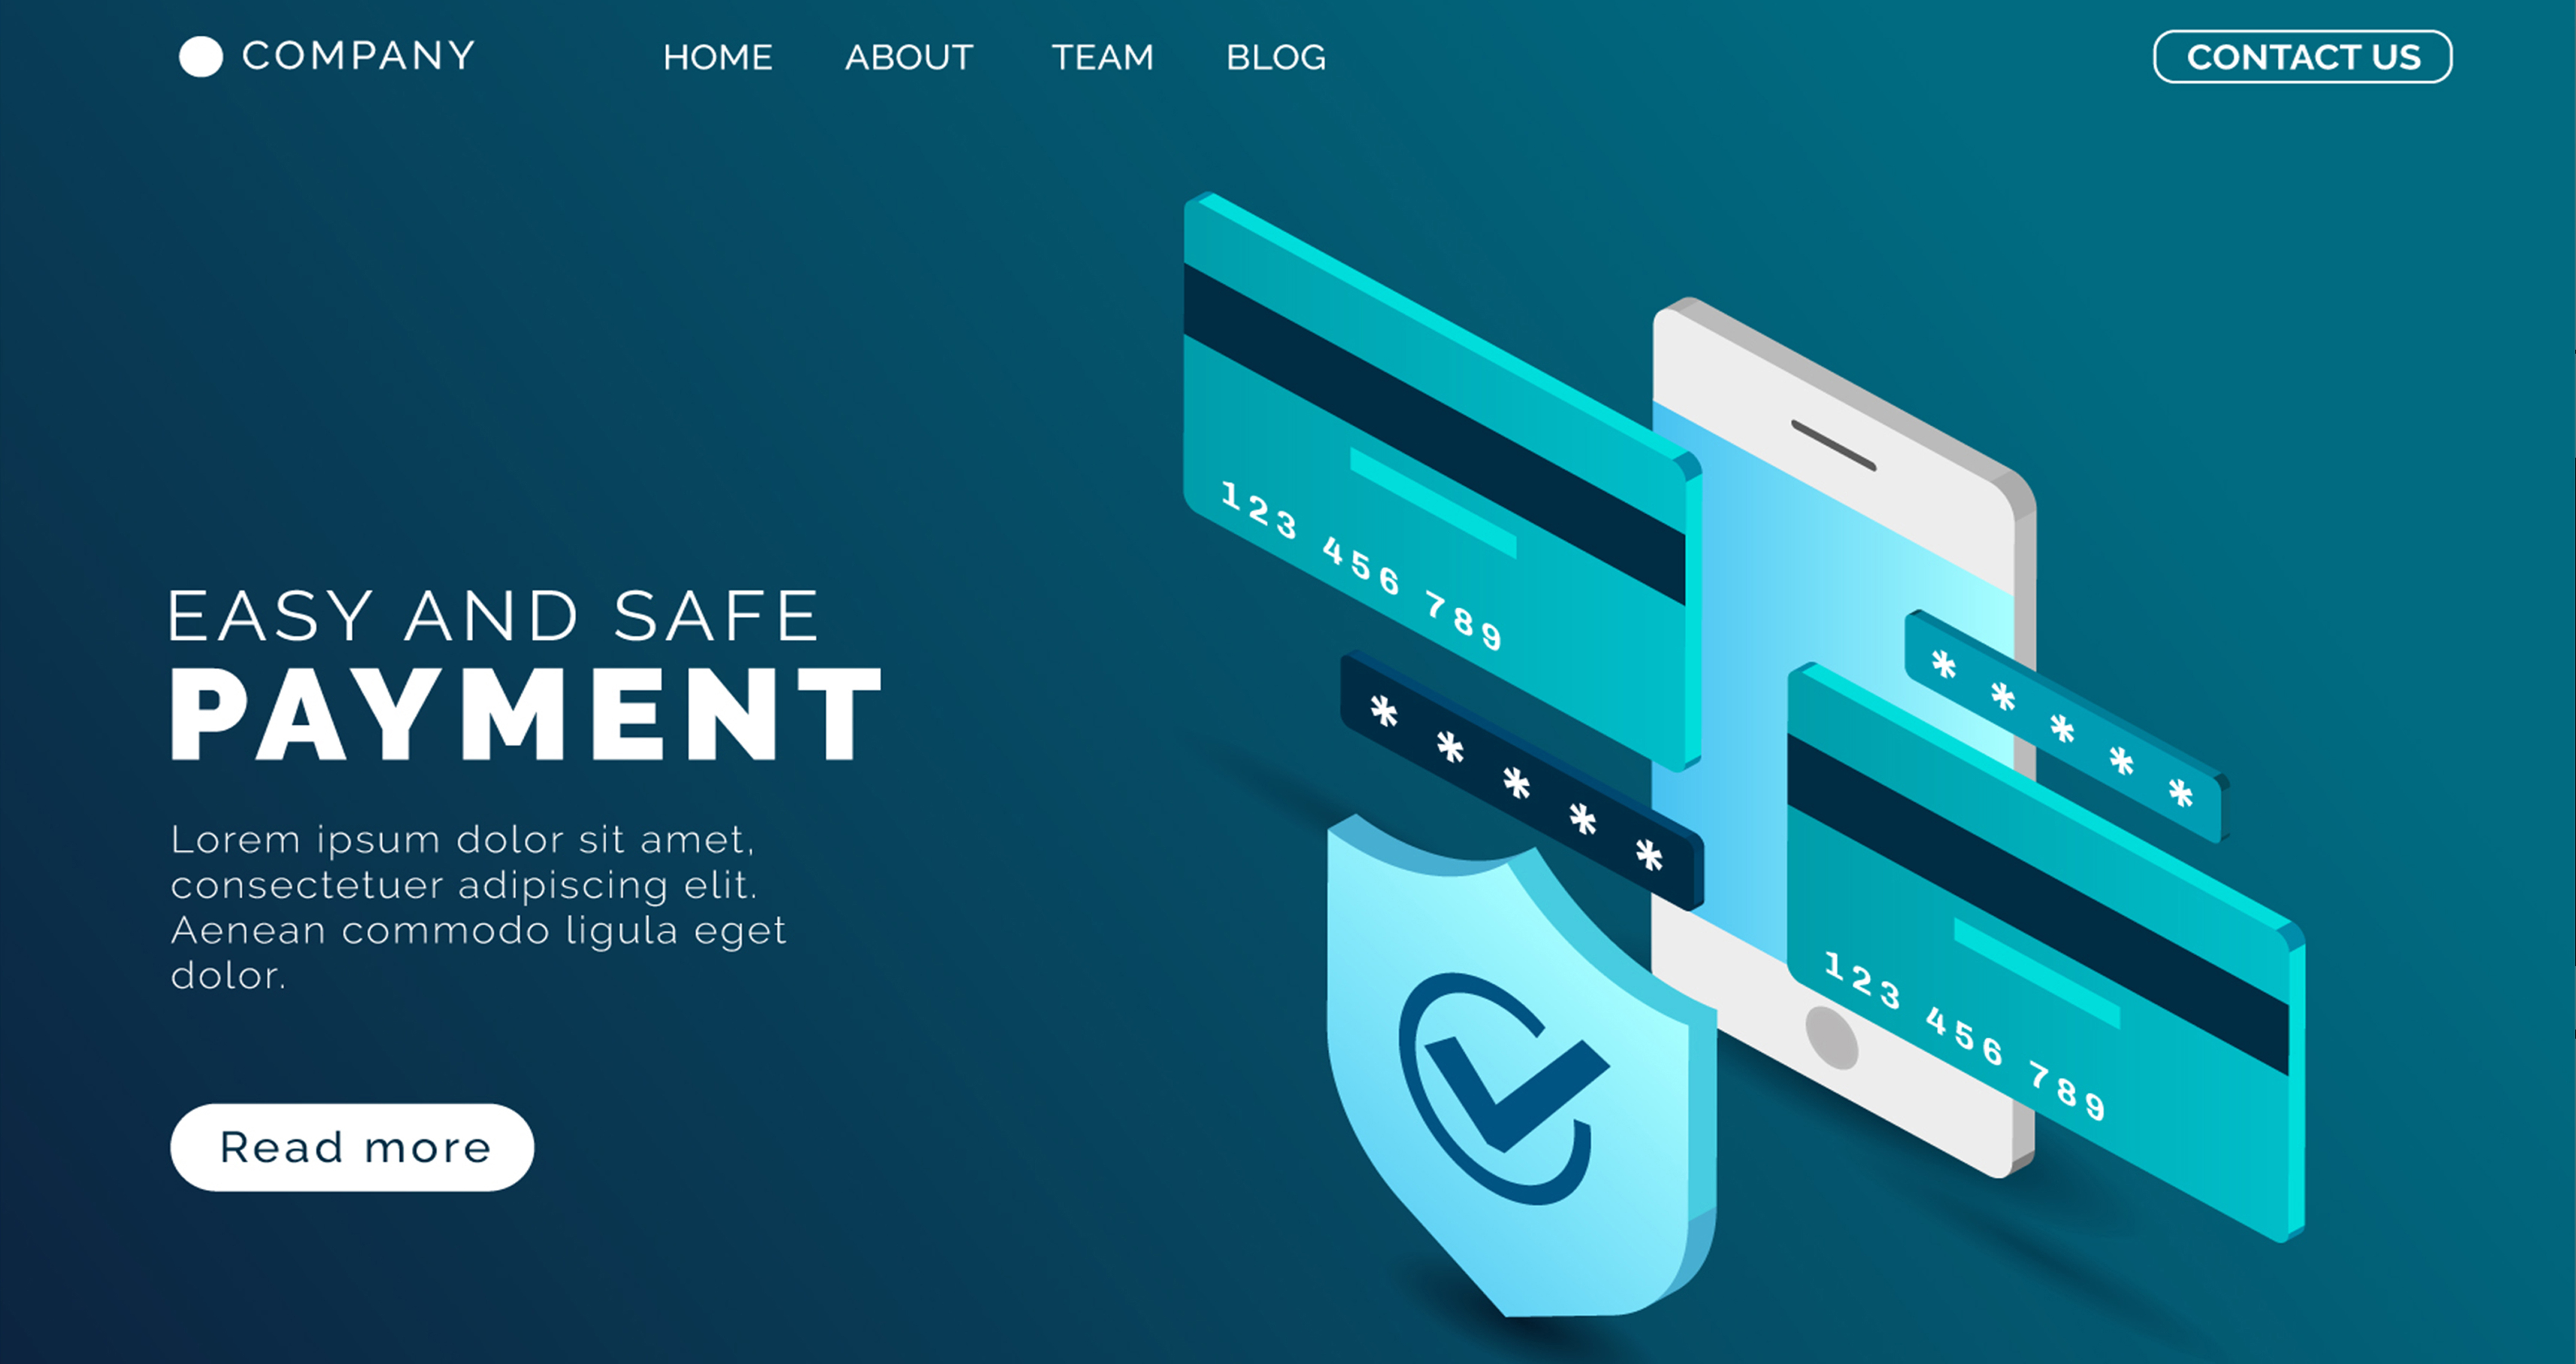 COMPANY
HOME
ABOUT
TEAM
BLOG
CONTACT US
EASY AND SAFE
PAYMENT
Lorem ipsum dolor sit amet,
consectetuer adipiscing elit.
Aenean commodo ligula eget
dolor.
Read more
123 456 789
* * * * *
* * * * *
123 456 789